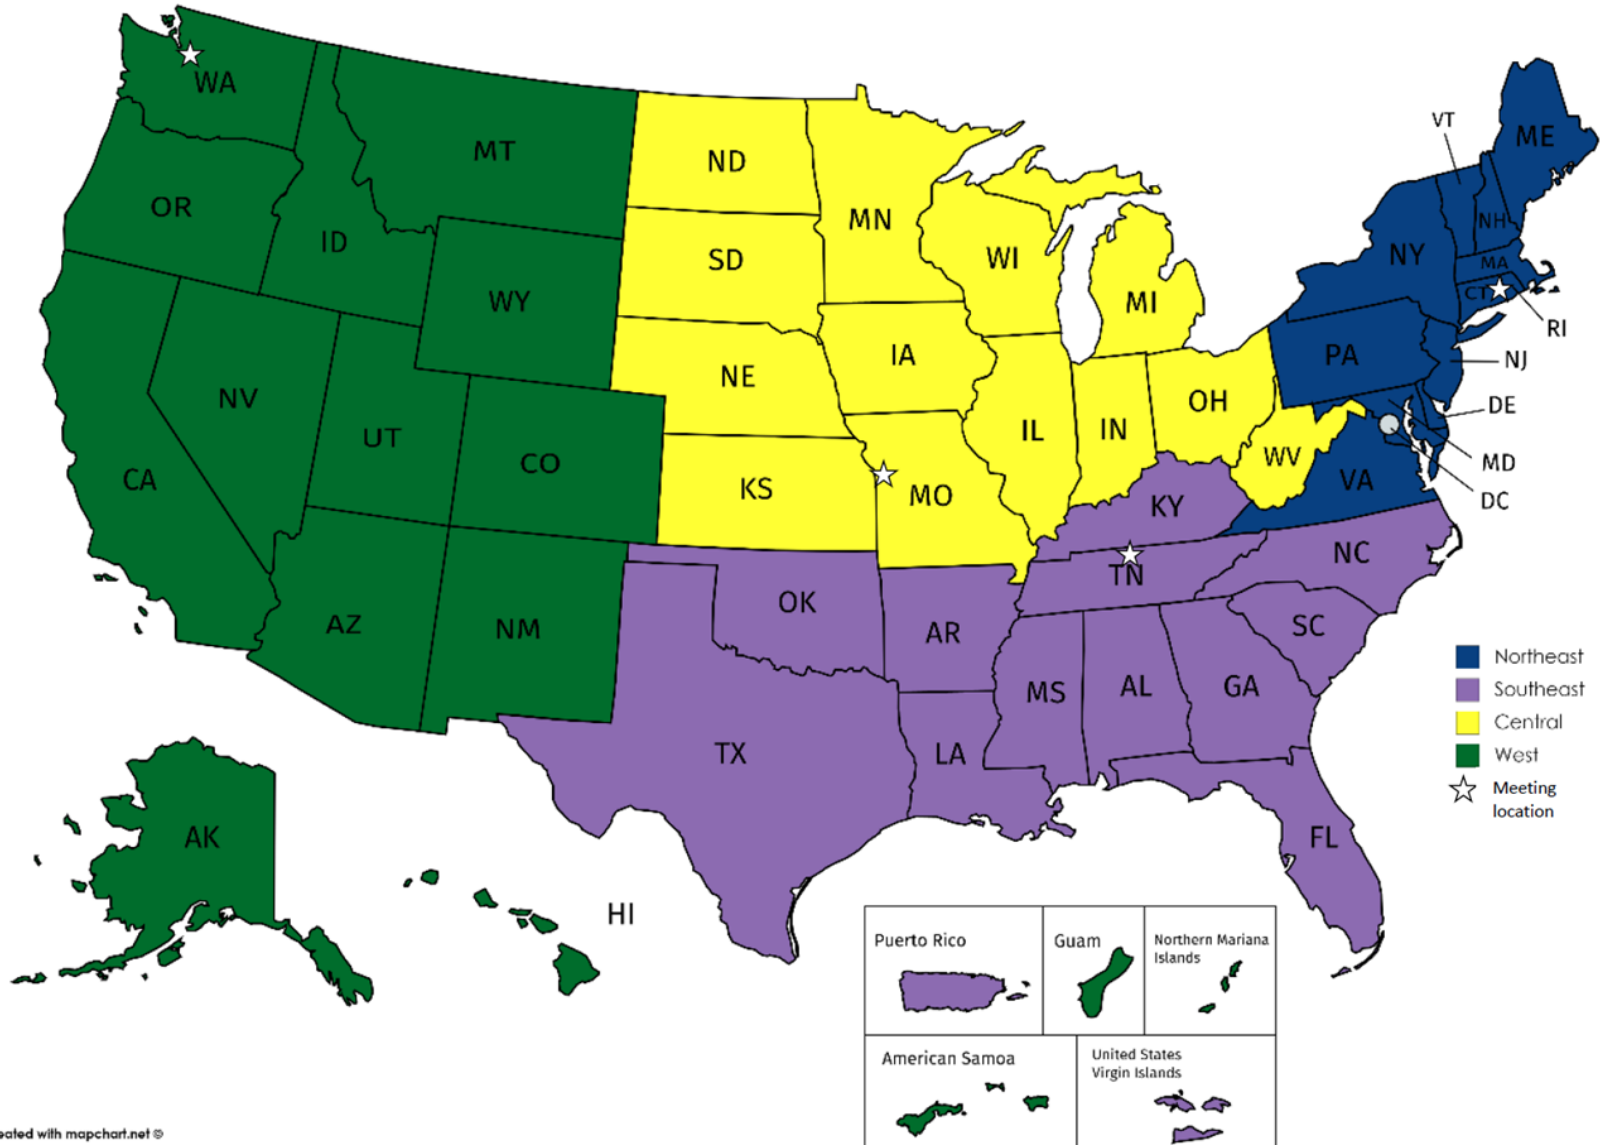 WA
MT
ND
MN
VT
ME
OR
ID
SD
WI
NH
NY
MA
WY
MI
CT
RI
IA
PA
NJ
NV
NE
OH
DE
UT
IL
IN
CO
WV
MD
CA
KS
MO
VA
DC
KY
NC
TN
OK
AZ
NM
AR
SC
MS
AL
GA
TX
LA
FL
AK
HI
Northeast
Southeast
Central
West
Meeting
location
Puerto Rico
Guam
Northern Mariana
Islands
American Samoa
United States
Virgin Islands
eated with mapchart.net ©